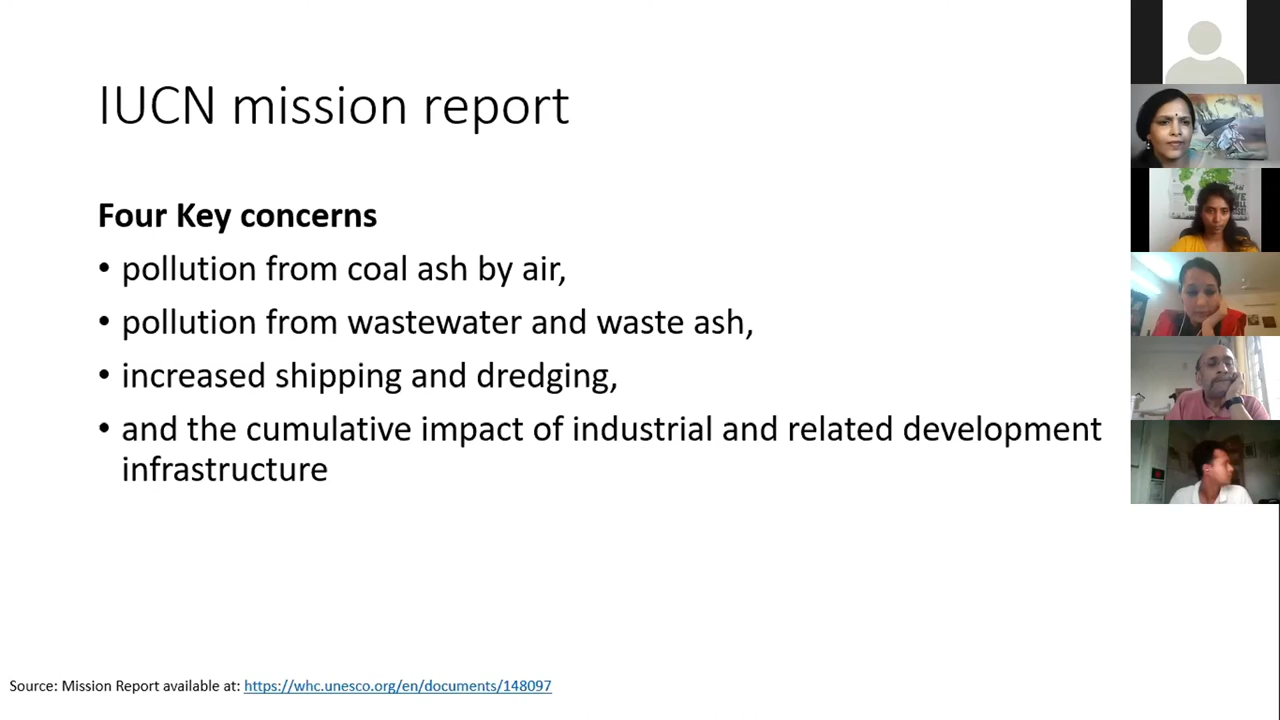 IUCN mission report
Four Key concerns
• pollution from coal ash by air,
• pollution from wastewater and waste ash,
• increased shipping and dredging,
• and the cumulative impact of industrial and related development
infrastructure
Source: Mission Report available at: https://whc.unesco.org/en/documents/148097